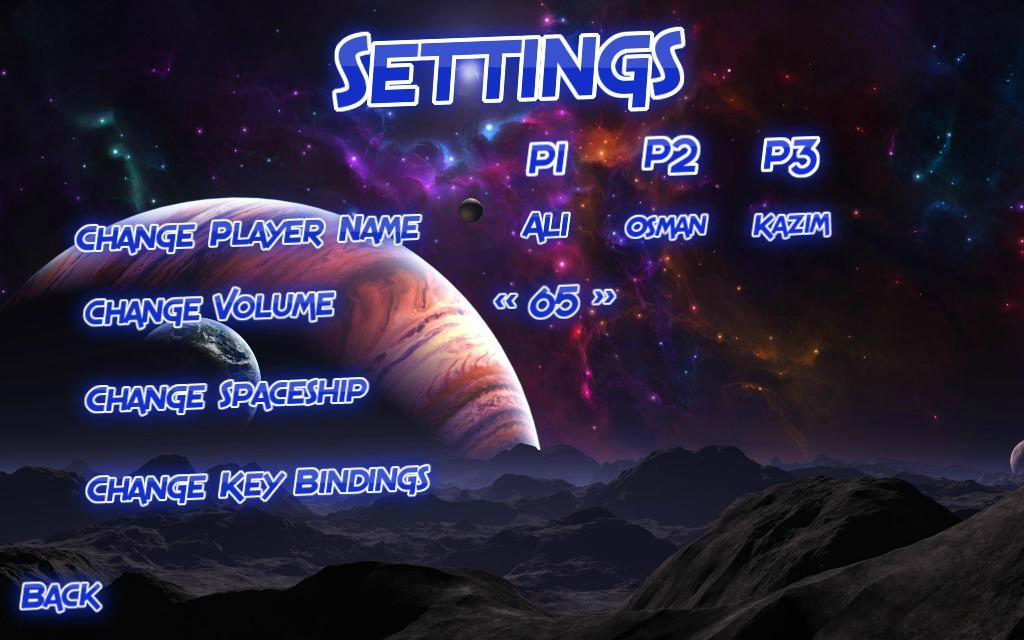 SETTINGS
P1 P2 P3
CHANGE PLAYER NAME ALI OSMAN KAZIM
CHANGE VOLUME << 65 >>
CHANGE SPACESHIP
CHANGE KEY BINDINGS
BACK